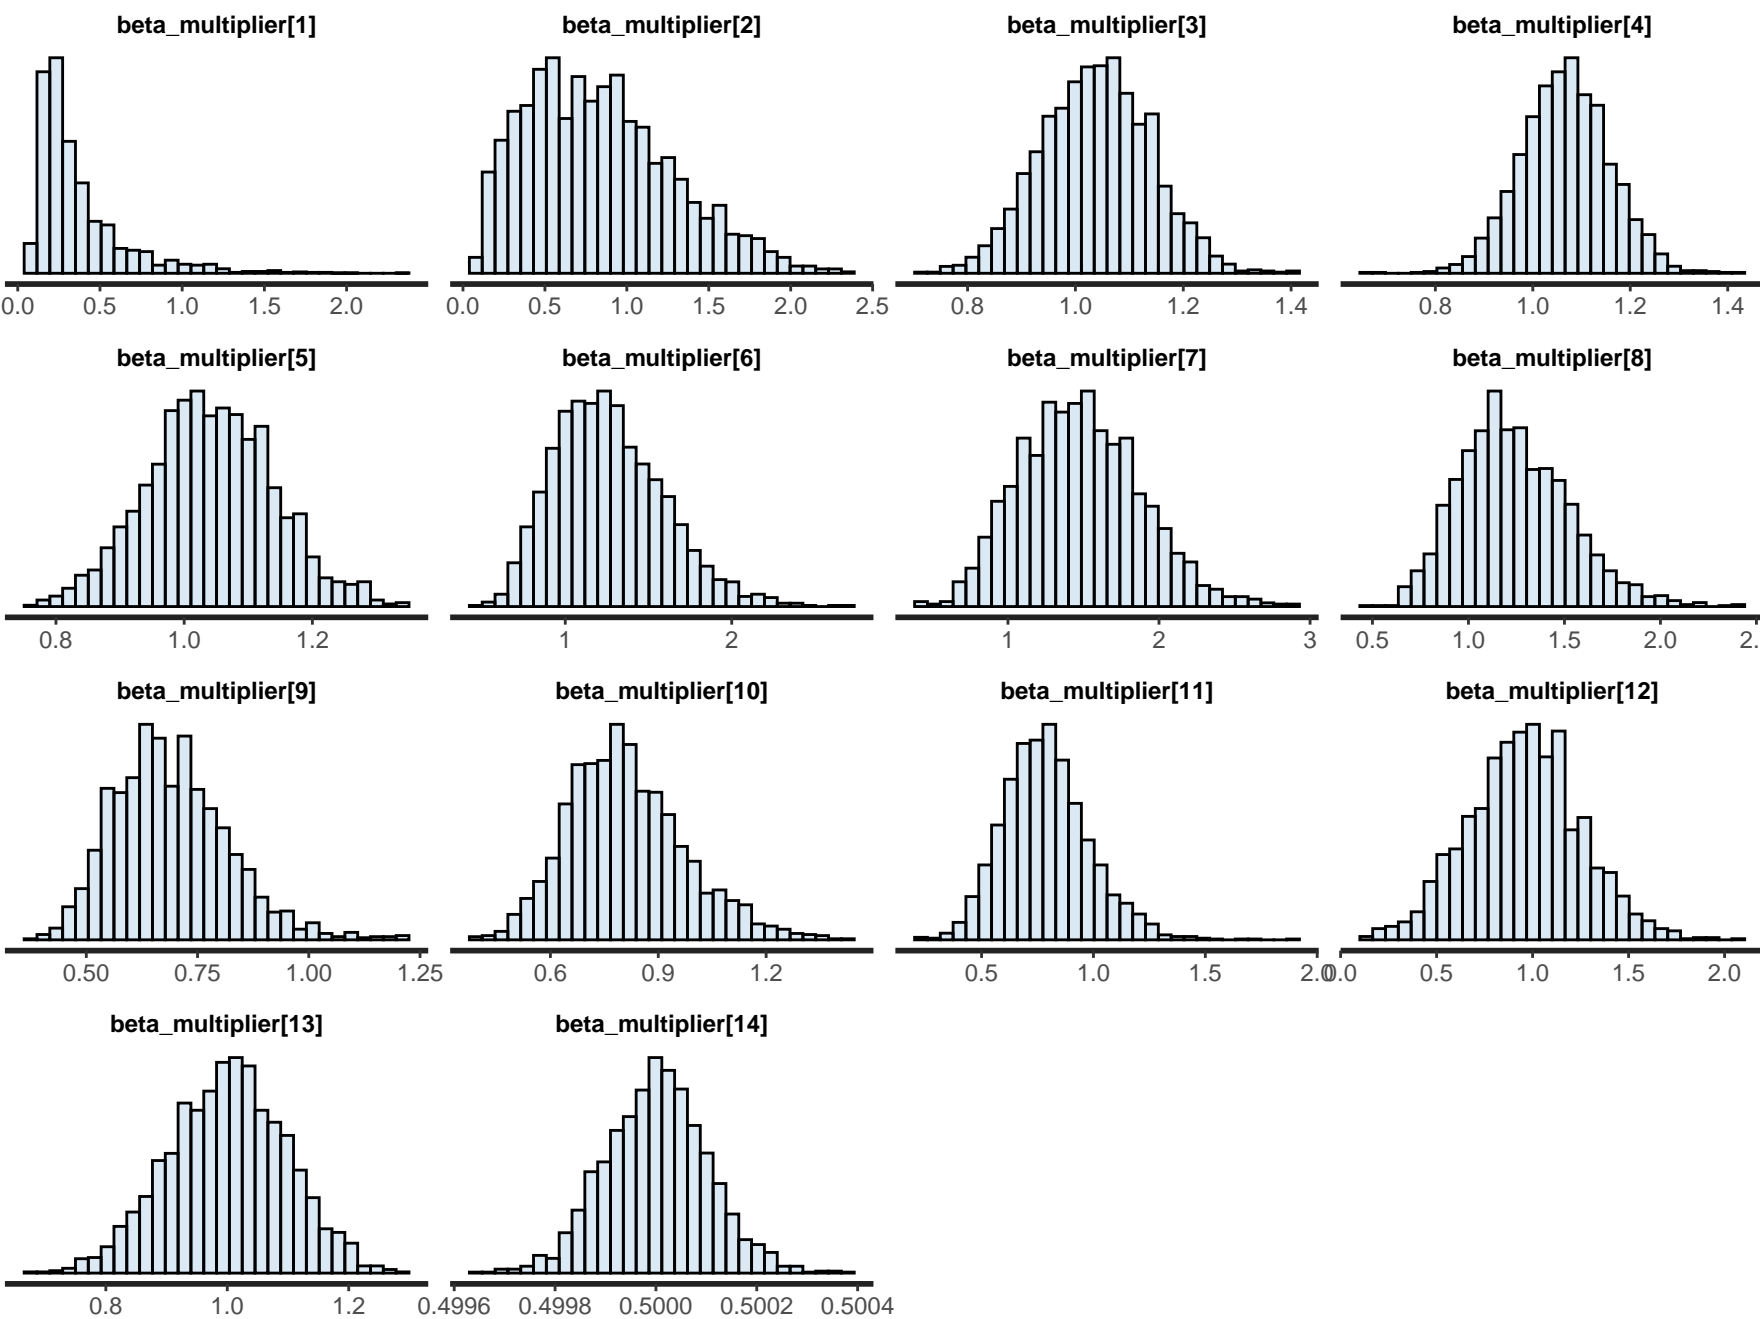 beta_multiplier[1] beta_multiplier[2] beta_multiplier[3] beta_multiplier[4]
0.0 0.5 1.0 1.5 2.0 0.0 0.5 1.0 1.5 2.0 2.5 0.8 1.0 1.2 1.4 0.8 1.0 1.2 1.4
beta_multiplier[5] beta_multiplier[6] beta_multiplier[7] beta_multiplier[8]
0.8 1.0 1.2 1 2 1 2 3 0.5 1.0 1.5 2.0 2.
beta_multiplier[9] beta_multiplier[10] beta_multiplier[11] beta_multiplier[12]
0.50 0.75 1.00 1.25 0.6 0.9 1.2 0.5 1.0 1.5 2.0 0.0 0.5 1.0 1.5 2.0
beta_multiplier[13] beta_multiplier[14]
0.8 1.0 1.2 0.4996 0.4998 0.5000 0.5002 0.5004